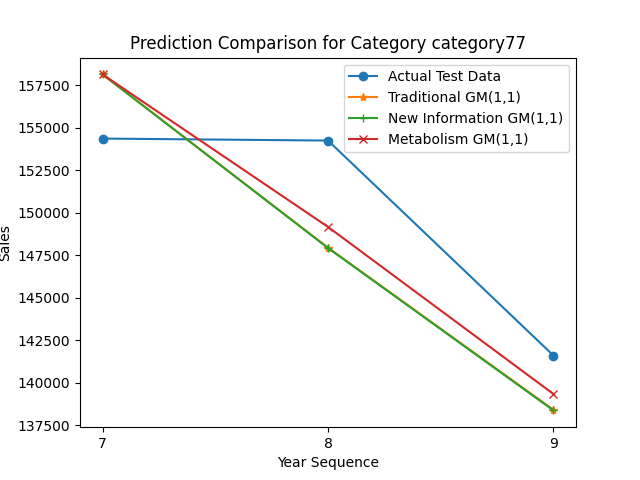 Prediction Comparison for Category category77
Actual Test Data
Traditional GM(1,1)
New Information GM(1,1)
Metabolism GM(1,1)
157500
155000
152500
150000
147500
145000
142500
140000
137500
Sales
7
8
9
Year Sequence